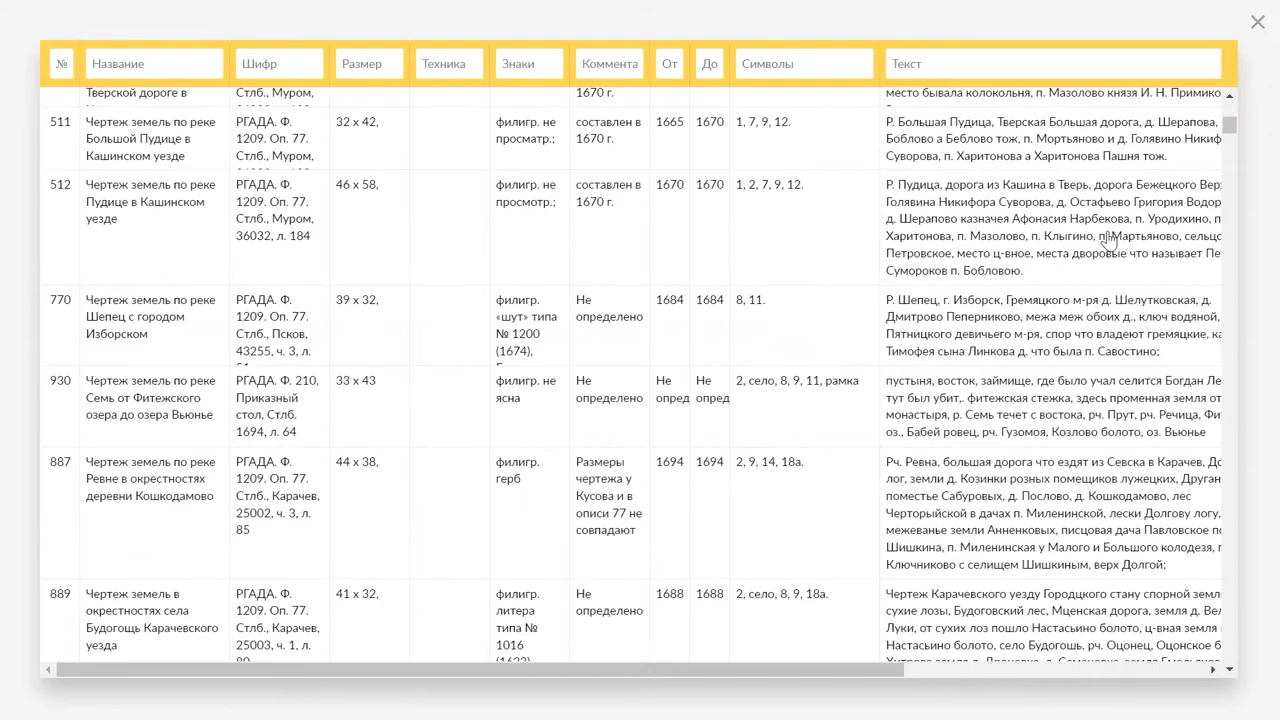 № Название Шифр Размер Техника Знаки Коммента От До Символы Текст
Тверской дороге в Стлб., Муром, 1670 г. место бывала колокольня, п. Мазолово князя И. Н. Примико
511 Чертеж земель по реке РГАДА. Ф. 32 x 42, филигр. не составлен в 1665 1670 1, 7, 9, 12. Р. Большая Пудица, Тверская Большая дорога, д. Шерапова,
Большой Пудице в 1209. Оп. 77. просматр.; 1670 г. Боблово а Беблово тож, п. Мортьяново и д. Голявино Никиф
Кашинском уезде Стлб., Муром, Суворова, п. Харитонова а Харитонова Пашня тож.
512 Чертеж земель по реке РГАДА. Ф. 46 x 58, филигр. не составлен в 1670 1670 1, 2, 7, 9, 12. Р. Пудица, дорога из Кашина в Тверь, дорога Бежецкого Вер
Пудице в Кашинском 1209. Оп. 77. просмотр.; 1670 г. Голявина Никифора Суворова, д. Остафьево Григория Водор
уезде Стлб., Муром, д. Шерапово казначея Афонасия Нарбекова, п. Уродихино, п
36032, л. 184 Харитонова, п. Мазолово, п. Клыгино, п. Мартьяново, сельцо
Петровское, место ц-вное, места дворовые что называет Пе
Сумороков п. Бобловою.
770 Чертеж земель по реке РГАДА. Ф. 39 x 32, филигр. Не 1684 1684 8, 11. Р. Шепец, г. Изборск, Гремяцкого м-ря д. Шелутковская, д.
Шепец с городом 1209. Оп. 77. «шут» типа определено Дмитрово Пеперниково, межа меж обоих д., ключ водяной,
Изборском Стлб., Псков, № 1200 Пятницкого девичьего м-ря, спор что владеют гремяцкие, ка
43255, ч. 3, л. (1674), Тимофея сына Линкова д. что была п. Савостино;
930 Чертеж земель по реке РГАДА. Ф. 210, 33 x 43 филигр. не Не Не Не 2, село, 8, 9, 11, рамка пустыня, восток, займище, где было учал селится Богдан Ле
Семь от Фитежского Приказный ясна определено опред опред тут был убит,. фитежская стежка, здесь променная земля от
озера до озера Вьюнье стол, Стлб. монастыря, р. Семь течет с востока, рч. Прут, рч. Речица, Фи
1694, л. 64 оз., Бабей ровец, рч. Гузомоя, Козлово болото, оз. Вьюнье
887 Чертеж земель по реке РГАДА. Ф. 44 x 38, филигр. Размеры 1694 1694 2, 9, 14, 18а. Рч. Ревна, большая дорога что ездят из Севска в Карачев, До
Ревне в окрестностях 1209. Оп. 77. герб чертежа у лог, земли д. Козинки розных помещиков лужецких, Друган
деревни Кошкодамово Стлб., Карачев, Кусова и в поместье Сабуровых, д. Послово, д. Кошкодамово, лес
25002, ч. 3, л. описи 77 не Черторыйской в дачах п. Миленинской, лески Долгову логу,
85 совпадают межеванье земли Анненковых, писцовая дача Павловское по
Шишкина, п. Миленинская у Малого и Большого колодезя, г
Ключниково с селищем Шишкиным, верх Долгой;
889 Чертеж земель в РГАДА. Ф. 41 x 32, филигр. Не 1688 1688 2, село, 8, 9, 18а. Чертеж Карачевского уезду Городцкого стану спорной земл
окрестностях села 1209. Оп. 77. литера определено сухие лозы, Будоговский лес, Мценская дорога, земля д. Вел
Будогощь Карачевского Стлб., Карачев, типа № Луки, от сухих лоз пошло Настасьино болото, ц-вная земля
уезда 25003, ч. 1, л. 1016 Настасьино болото, село Будогошь, рч. Оцонец, Оцонское б